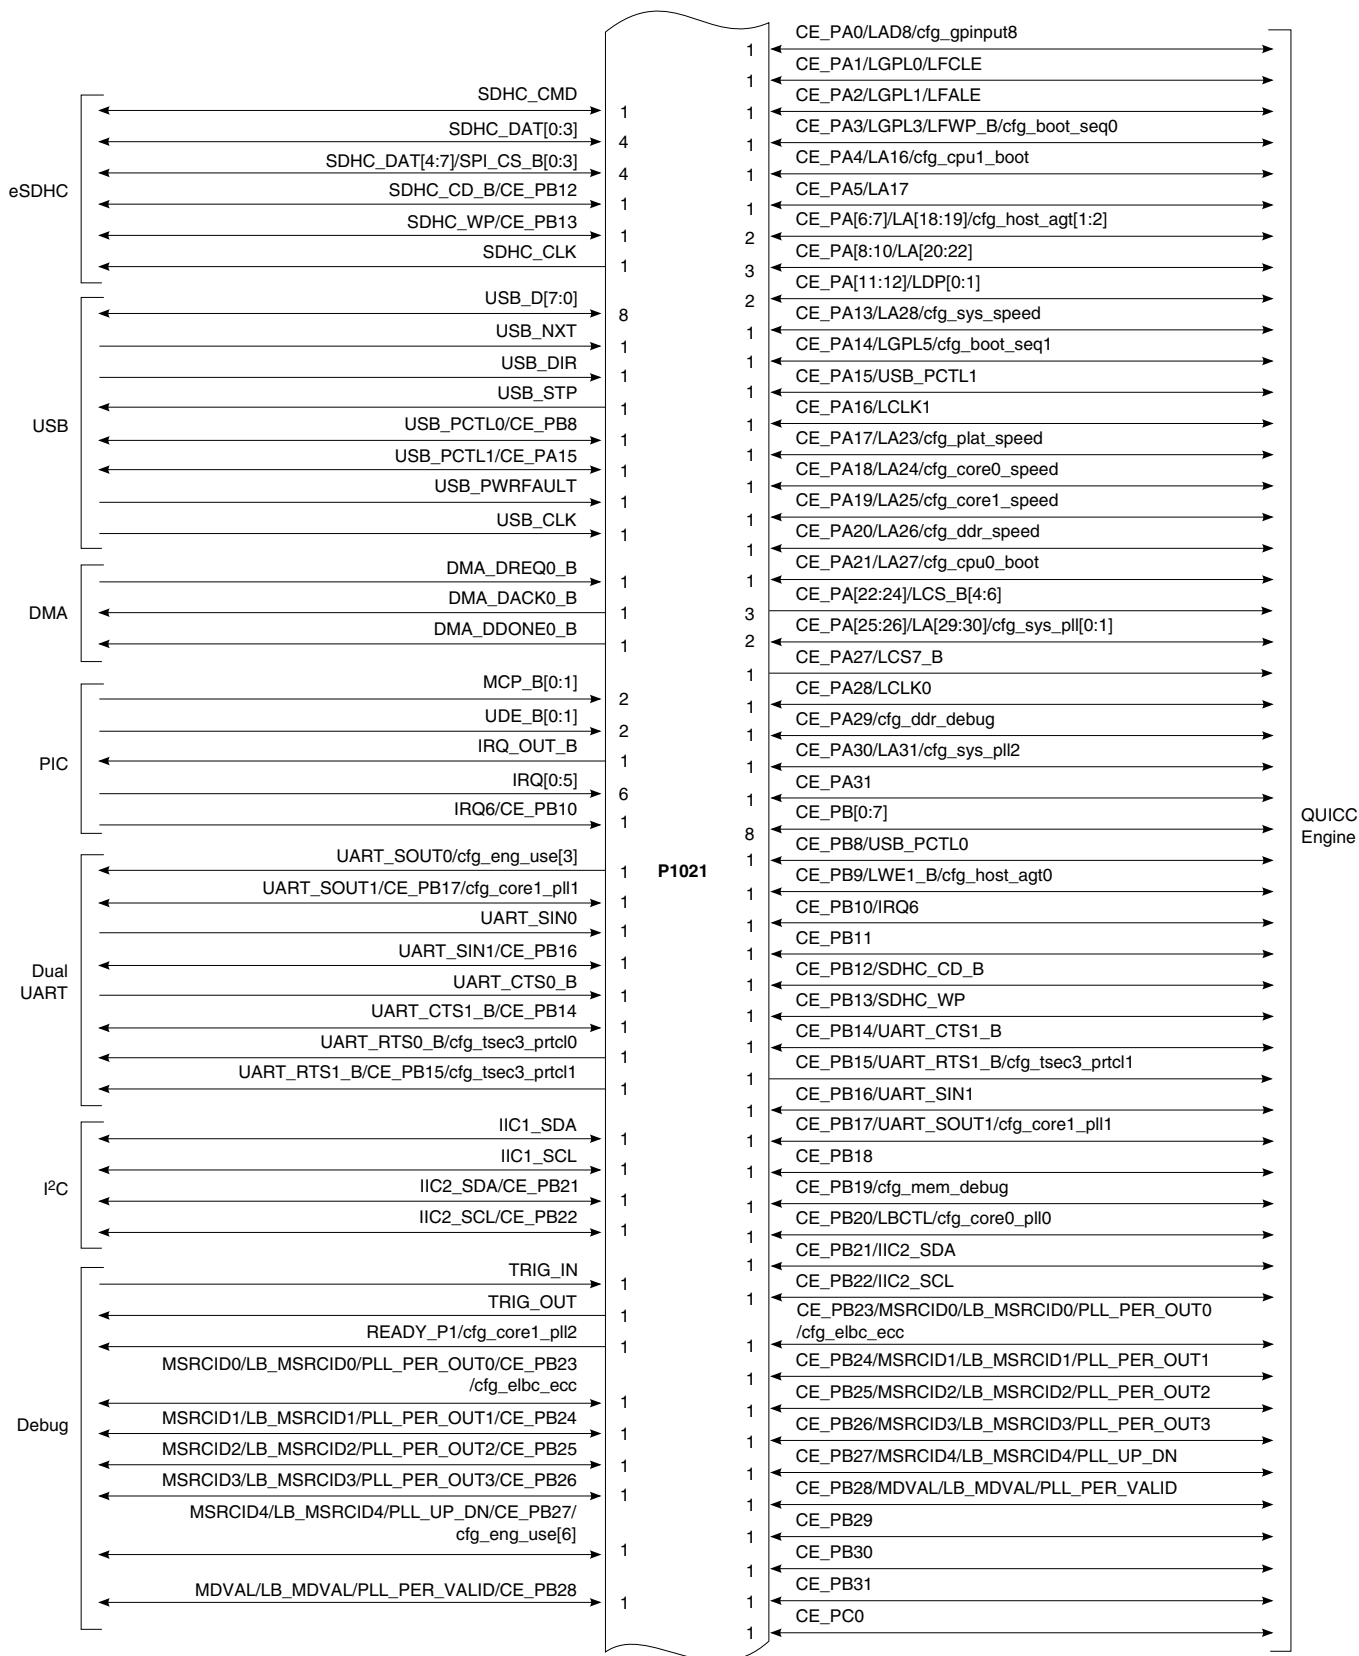 eSDHC
SDHC_CMD
1
SDHC_DAT[0:3]
4
SDHC_DAT[4:7]/SPI_CS_B[0:3]
4
SDHC_CD_B/CE_PB12
1
SDHC_WP/CE_PB13
1
SDHC_CLK
1
USB
USB_D[7:0]
8
USB_NXT
1
USB_DIR
1
USB_STP
1
USB_PCTL0/CE_PB8
1
USB_PCTL1/CE_PA15
1
USB_PWRFAULT
1
USB_CLK
1
DMA
DMA_DREQ0_B
1
DMA_DACK0_B
1
DMA_DDONE0_B
1
PIC
MCP_B[0:1]
2
UDE_B[0:1]
2
IRQ_OUT_B
1
IRQ[0:5]
6
IRQ6/CE_PB10
1
Dual
UART
UART_SOUT0/cfg_eng_use[3]
1
UART_SOUT1/CE_PB17/cfg_core1_pll1
1
UART_SIN0
1
UART_SIN1/CE_PB16
1
UART_CTS0_B
1
UART_CTS1_B/CE_PB14
1
UART_RTS0_B/cfg_tsec3_prtcl0
1
UART_RTS1_B/CE_PB15/cfg_tsec3_prtcl1
1
I²C
IIC1_SDA
1
IIC1_SCL
1
IIC2_SDA/CE_PB21
1
IIC2_SCL/CE_PB22
1
Debug
TRIG_IN
1
TRIG_OUT
1
READY_P1/cfg_core1_pll2
1
MSRCID0/LB_MSRCID0/PLL_PER_OUT0/CE_PB23
/cfg_elbc_ecc
1
MSRCID1/LB_MSRCID1/PLL_PER_OUT1/CE_PB24
1
MSRCID2/LB_MSRCID2/PLL_PER_OUT2/CE_PB25
1
MSRCID3/LB_MSRCID3/PLL_PER_OUT3/CE_PB26
1
MSRCID4/LB_MSRCID4/PLL_UP_DN/CE_PB27/
cfg_eng_use[6]
1
MDVAL/LB_MDVAL/PLL_PER_VALID/CE_PB28
1
P1021
CE_PA0/LAD8/cfg_gpinput8
1
CE_PA1/LGPL0/LFCLE
1
CE_PA2/LGPL1/LFALE
1
CE_PA3/LGPL3/LFWP_B/cfg_boot_seq0
1
CE_PA4/LA16/cfg_cpu1_boot
1
CE_PA5/LA17
1
CE_PA[6:7]/LA[18:19]/cfg_host_agt[1:2]
2
CE_PA[8:10/LA[20:22]
3
CE_PA[11:12]/LDP[0:1]
2
CE_PA13/LA28/cfg_sys_speed
1
CE_PA14/LGPL5/cfg_boot_seq1
1
CE_PA15/USB_PCTL1
1
CE_PA16/LCLK1
1
CE_PA17/LA23/cfg_plat_speed
1
CE_PA18/LA24/cfg_core0_speed
1
CE_PA19/LA25/cfg_core1_speed
1
CE_PA20/LA26/cfg_ddr_speed
1
CE_PA21/LA27/cfg_cpu0_boot
1
CE_PA[22:24]/LCS_B[4:6]
3
CE_PA[25:26]/LA[29:30]/cfg_sys_pll[0:1]
2
CE_PA27/LCS7_B
1
CE_PA28/LCLK0
1
CE_PA29/cfg_ddr_debug
1
CE_PA30/LA31/cfg_sys_pll2
1
CE_PA31
1
CE_PB[0:7]
8
CE_PB8/USB_PCTL0
1
CE_PB9/LWE1_B/cfg_host_agt0
1
CE_PB10/IRQ6
1
CE_PB11
1
CE_PB12/SDHC_CD_B
1
CE_PB13/SDHC_WP
1
CE_PB14/UART_CTS1_B
1
CE_PB15/UART_RTS1_B/cfg_tsec3_prtcl1
1
CE_PB16/UART_SIN1
1
CE_PB17/UART_SOUT1/cfg_core1_pll1
1
CE_PB18
1
CE_PB19/cfg_mem_debug
1
CE_PB20/LBCTL/cfg_core0_pll0
1
CE_PB21/IIC2_SDA
1
CE_PB22/IIC2_SCL
1
CE_PB23/MSRCID0/LB_MSRCID0/PLL_PER_OUT0
/cfg_elbc_ecc
1
CE_PB24/MSRCID1/LB_MSRCID1/PLL_PER_OUT1
1
CE_PB25/MSRCID2/LB_MSRCID2/PLL_PER_OUT2
1
CE_PB26/MSRCID3/LB_MSRCID3/PLL_PER_OUT3
1
CE_PB27/MSRCID4/LB_MSRCID4/PLL_UP_DN
1
CE_PB28/MDVAL/LB_MDVAL/PLL_PER_VALID
1
CE_PB29
1
CE_PB30
1
CE_PB31
1
CE_PC0
1
QUICC
Engine